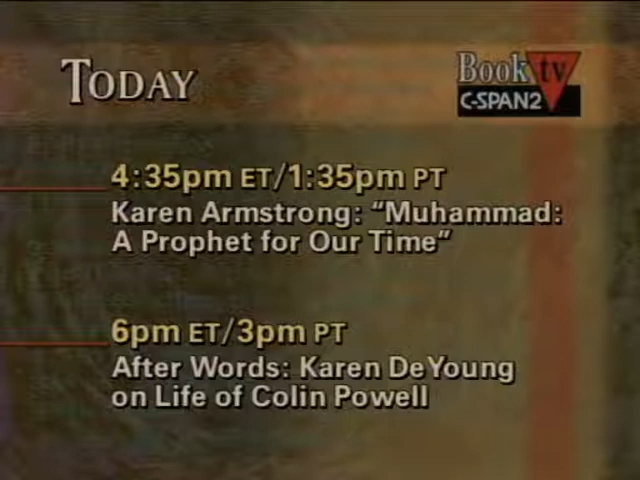 TODAY
Book tv
C-SPAN2
4:35pm ET/1:35pm PT
Karen Armstrong: “Muhammad:
A Prophet for Our Time”
6pm ET/3pm PT
After Words: Karen DeYoung
on Life of Colin Powell